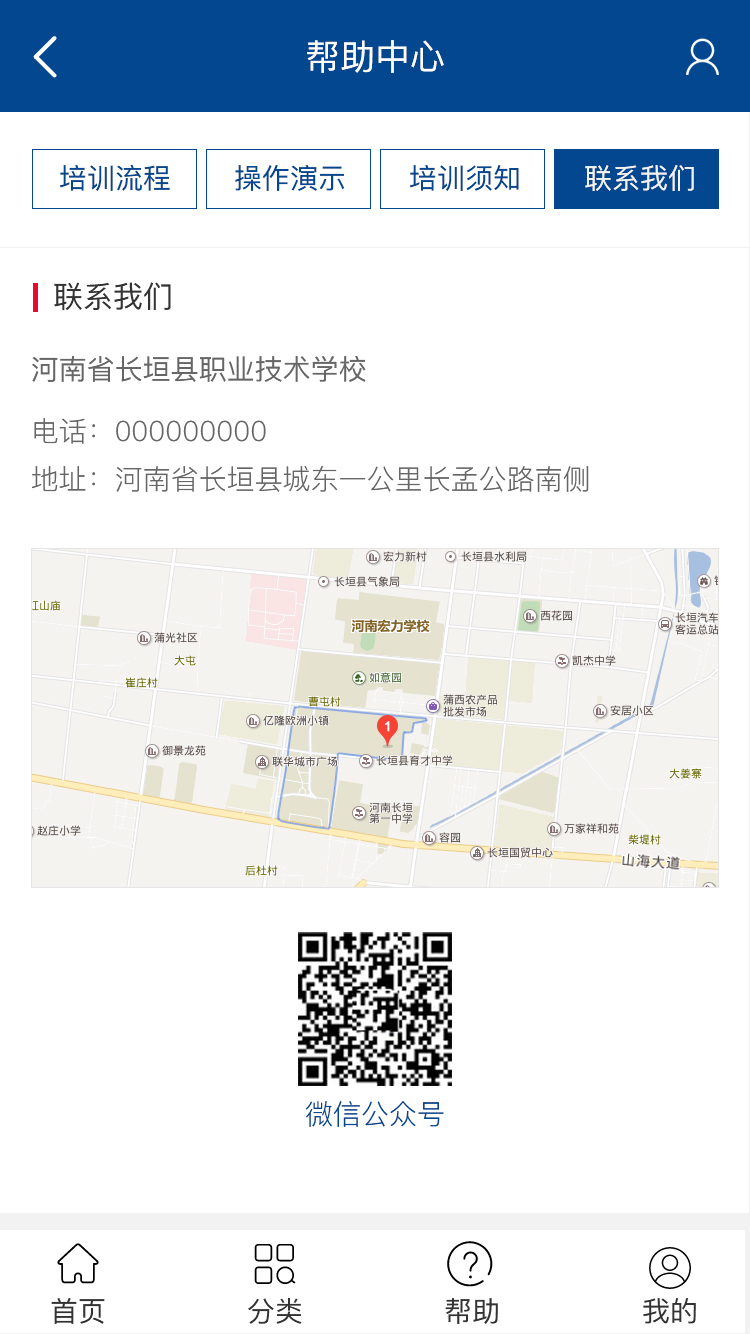 帮助中心
培训流程
操作演示
培训须知
联系我们
联系我们
河南省长垣县职业技术学校
电话：000000000
地址：河南省长垣县城东一公里长孟公路南侧
宏力新村
长垣县水利局
长垣县气象局
江山庙
河南宏力学校
西花园
长垣汽车
客运总站
蒲光社区
大屯
凯杰中学
崔庄村
如意园
曹屯村
蒲西农产品
批发市场
安居小区
亿隆欧洲小镇
1
御景龙苑
联华城市广场
长垣县育才中学
大姜寨
河南长垣
第一中学
赵庄小学
容园
万家祥和苑
柴堤村
长垣国贸中心
山海大道
后杜村
微信公众号
首页
分类
帮助
我的